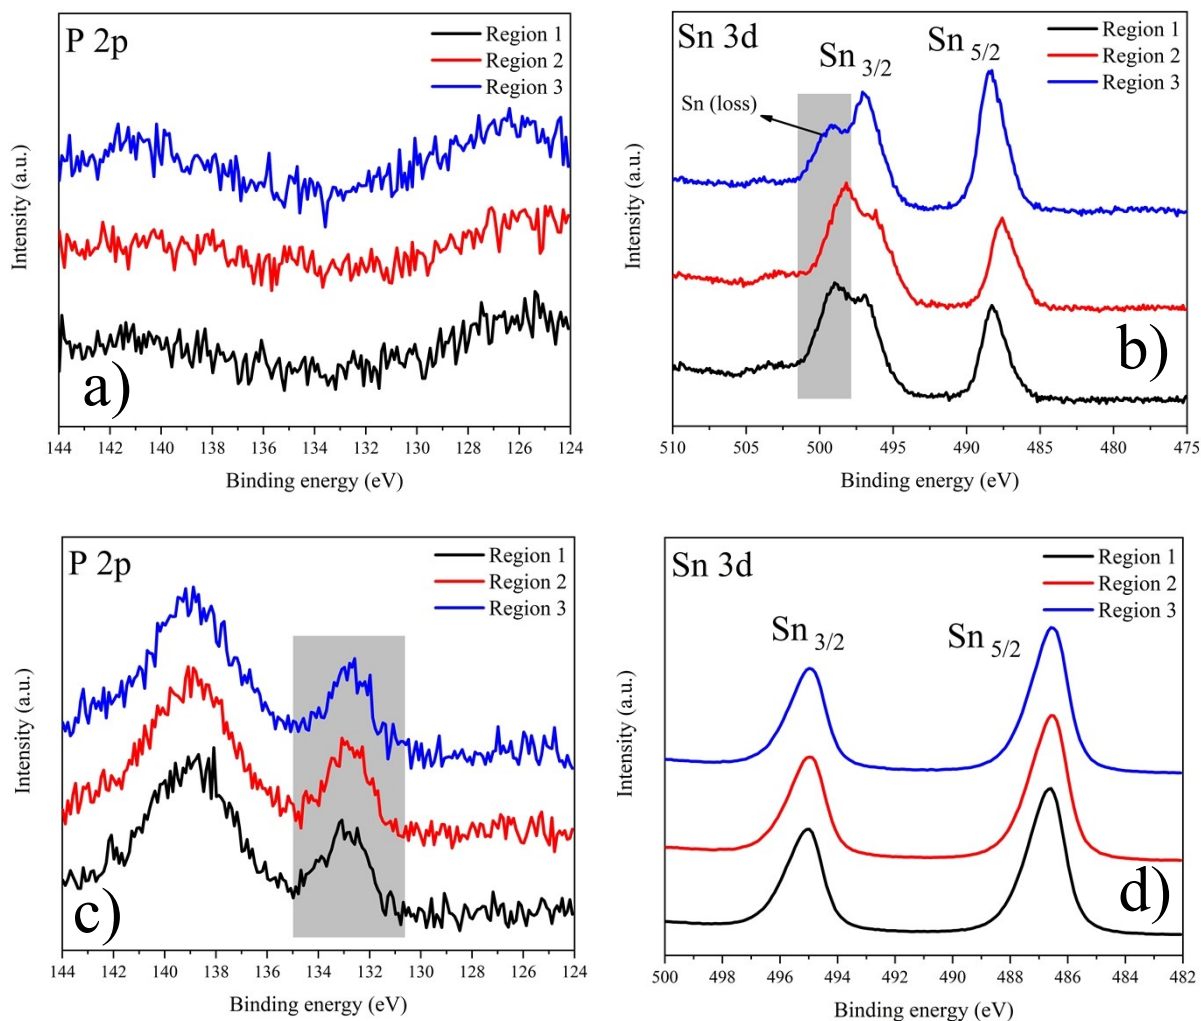 P 2p
Region 1
Region 2
Region 3
Intensity (a.u.)
a)
144 142 140 138 136 134 132 130 128 126 124
Binding energy (eV)
Sn 3d
Sn 3/2
Sn 5/2
Region 1
Region 2
Region 3
Sn (loss)
Intensity (a.u.)
b)
510 505 500 495 490 485 480 475
Binding energy (eV)
P 2p
Region 1
Region 2
Region 3
Intensity (a.u.)
c)
144 142 140 138 136 134 132 130 128 126 124
Binding energy (eV)
Sn 3d
Region 1
Region 2
Region 3
Sn 3/2
Sn 5/2
Intensity (a.u.)
d)
500 498 496 494 492 490 488 486 484 482
Binding energy (eV)